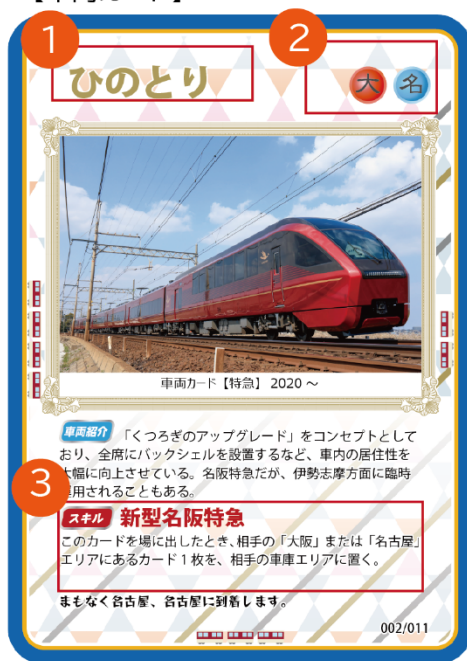 1
2
ひのとり
大 名
車両カード【特急】 2020 ～
車両紹介 「くつろぎのアップグレード」をコンセプトとして
おり、全席にバックシェルを設置するなど、車内の居住性を
大幅に向上させている。名阪特急だが、伊勢志摩方面に臨時
運用されることもある。
3
スキル 新型名阪特急
このカードを場に出したとき、相手の「大阪」または「名古屋」
エリアにあるカード1枚を、相手の車庫エリアに置く。
まもなく名古屋、名古屋に到着します。
002/011